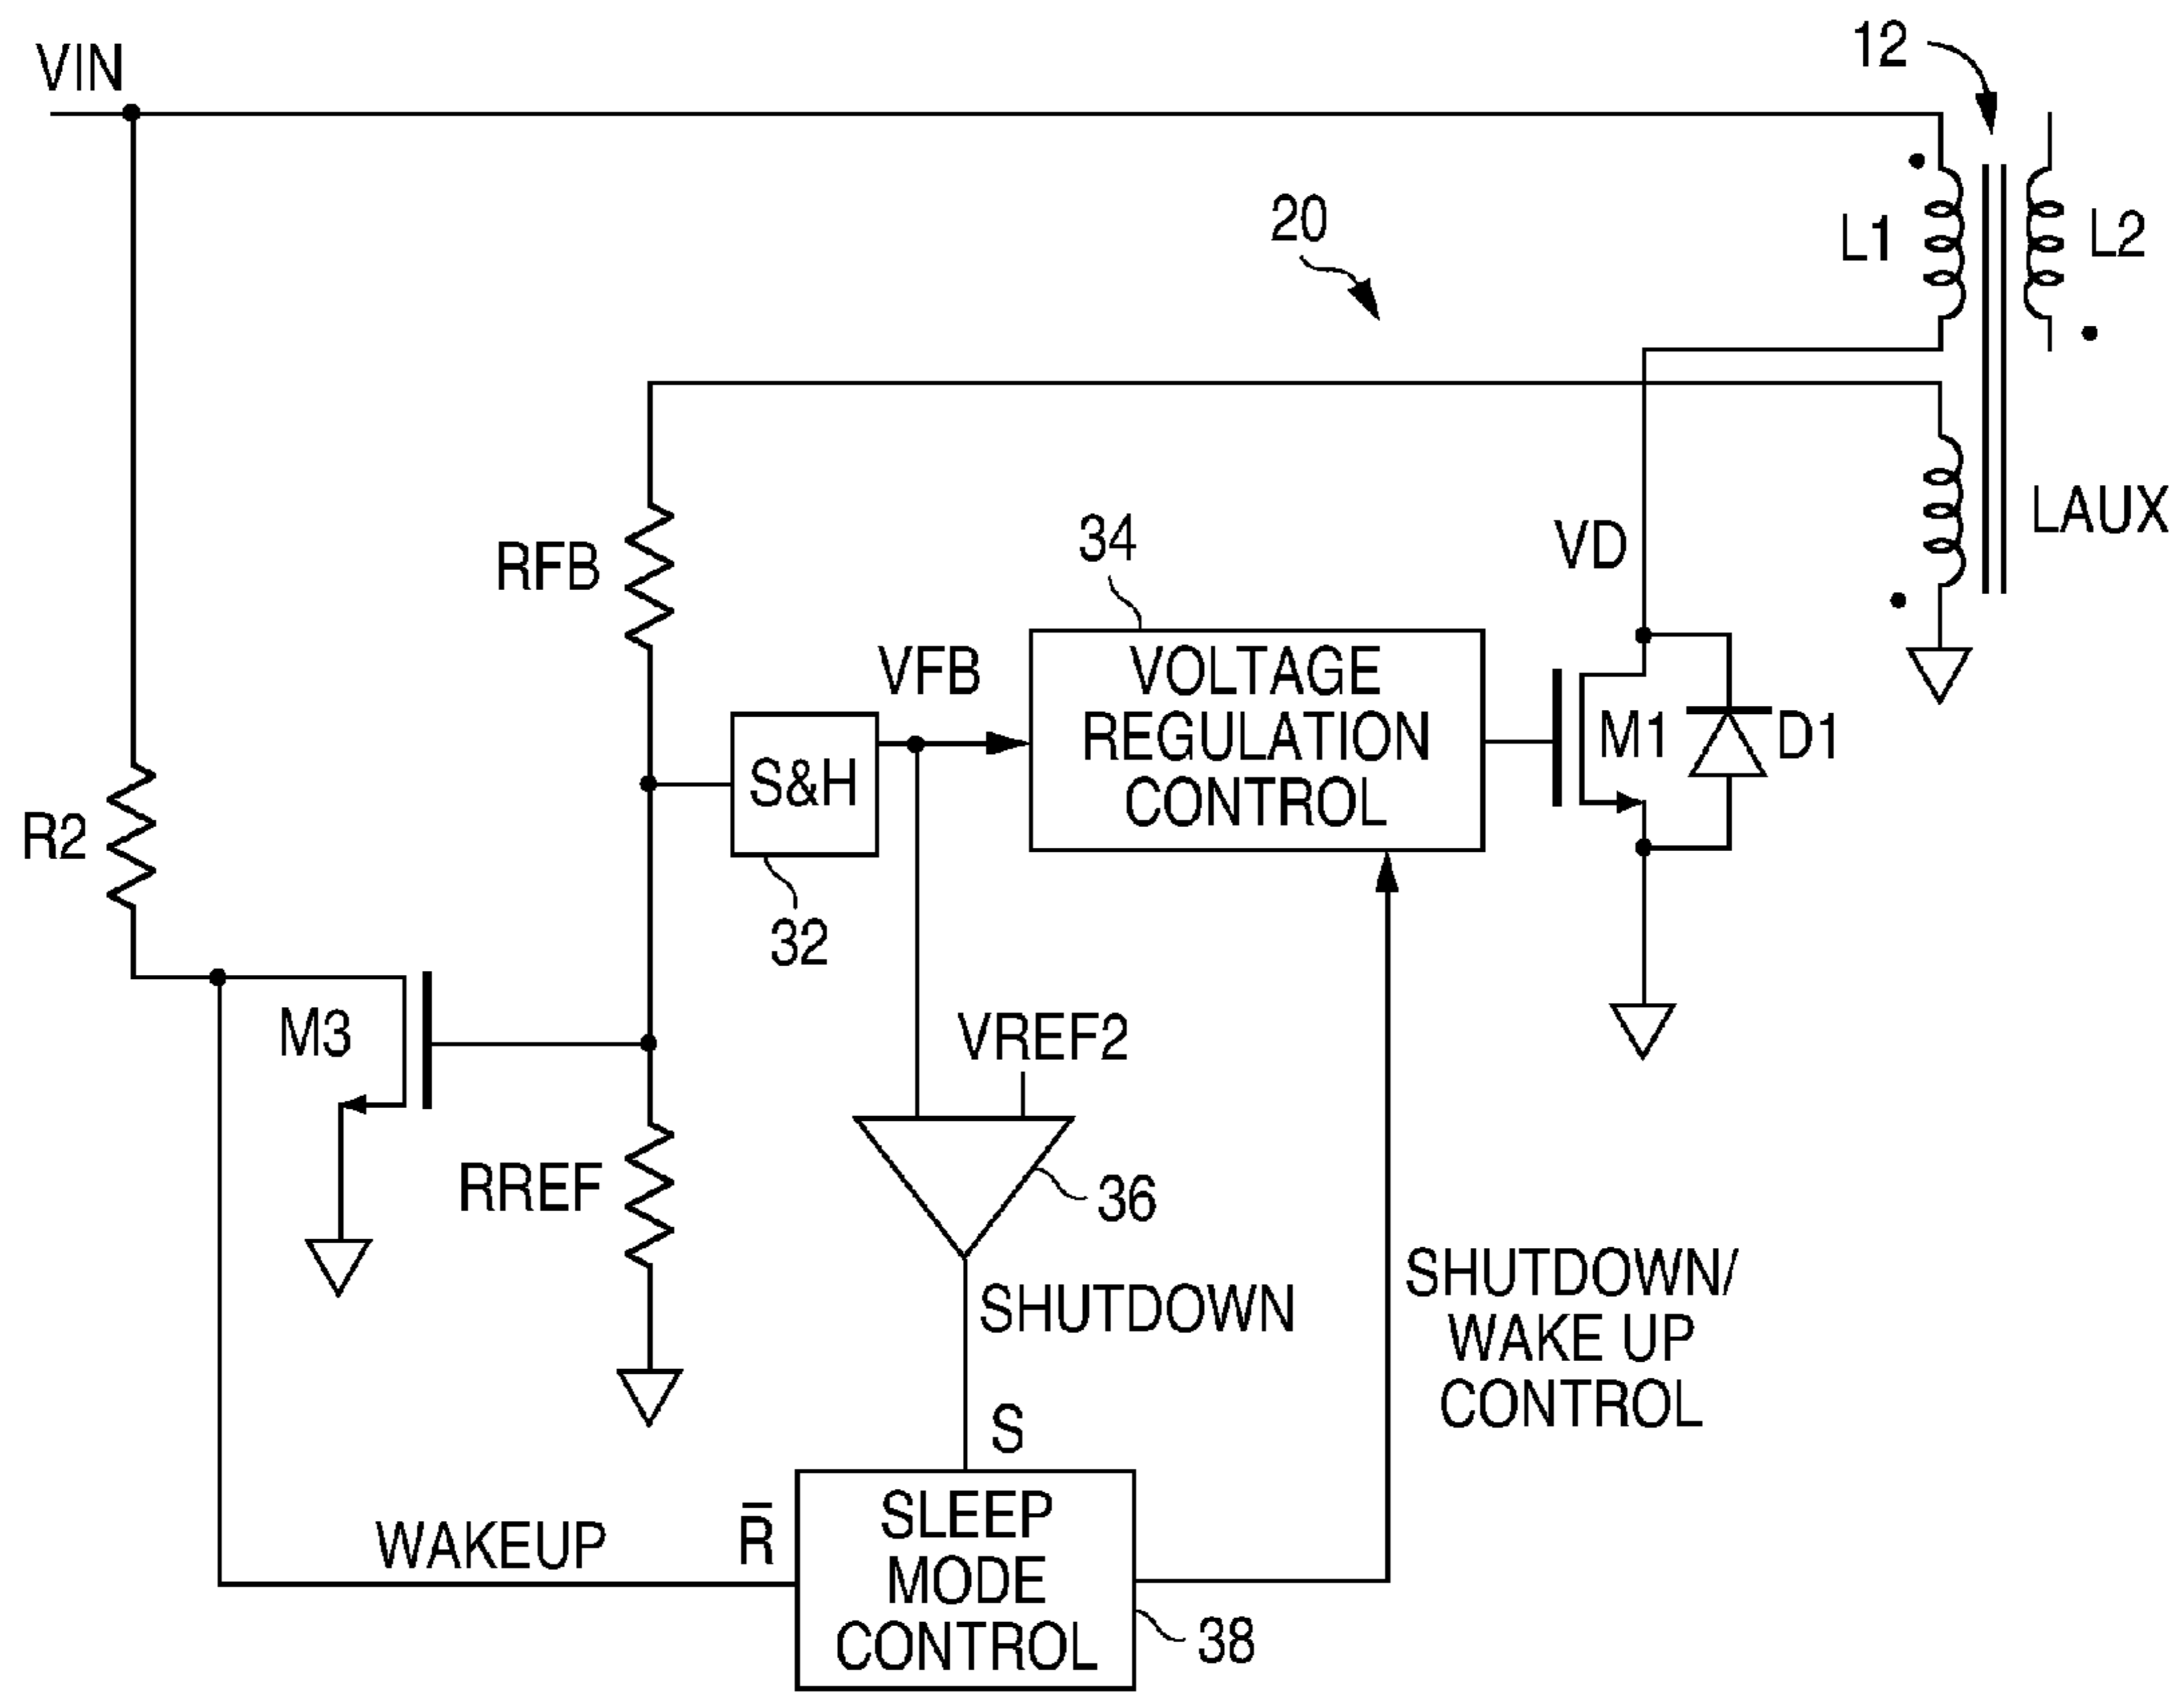 VIN
12
20
L1
L2
LAUX
RFB
34
VD
VFB
VOLTAGE
REGULATION
CONTROL
M1
D1
S&H
R2
32
M3
VREF2
RREF
36
SHUTDOWN
SHUTDOWN/
WAKE UP
CONTROL
S
WAKEUP
R̅
SLEEP
MODE
CONTROL
38